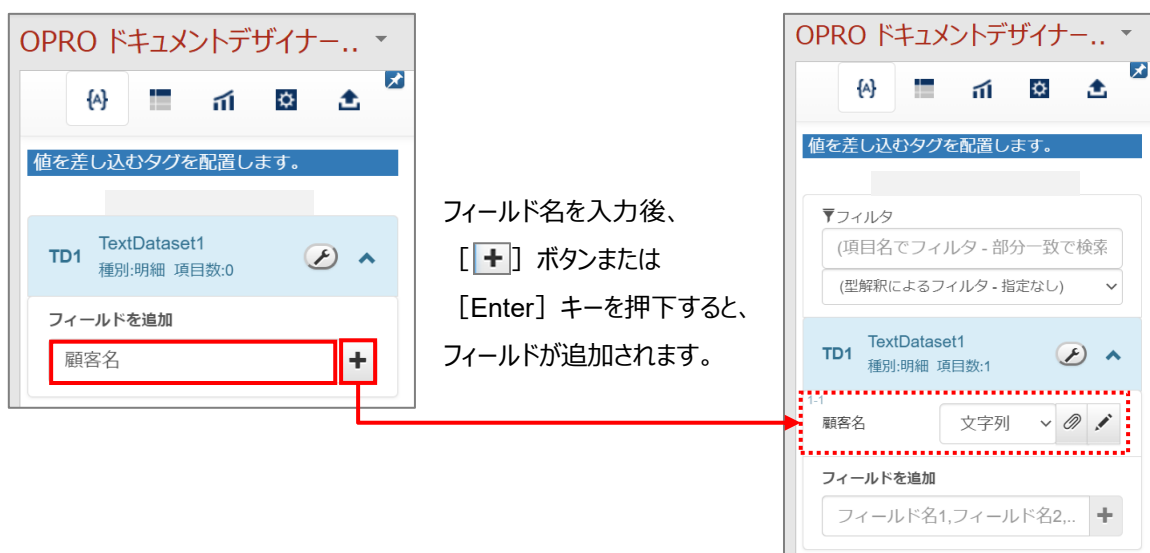 OPRO ドキュメントデザイナー..
値を差し込むタグを配置します。
TD1
TextDataset1
種別:明細 項目数:0
フィールドを追加
顧客名
+
フィールド名を入力後、
［+］ボタンまたは
［Enter］キーを押下すると、
フィールドが追加されます。
OPRO ドキュメントデザイナー..
値を差し込むタグを配置します。
フィルタ
(項目名でフィルタ - 部分一致で検索
(型解釈によるフィルタ - 指定なし)
TD1
TextDataset1
種別:明細 項目数:1
1-1
顧客名 文字列
フィールドを追加
フィールド名1,フィールド名2,.. +